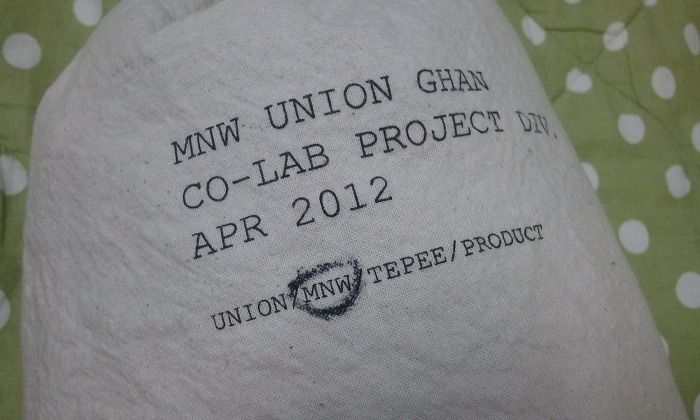 MNW UNION GHAN
CO-LAB PROJECT DIV.
APR 2012
UNION/MNW/TEPEE/PRODUCT